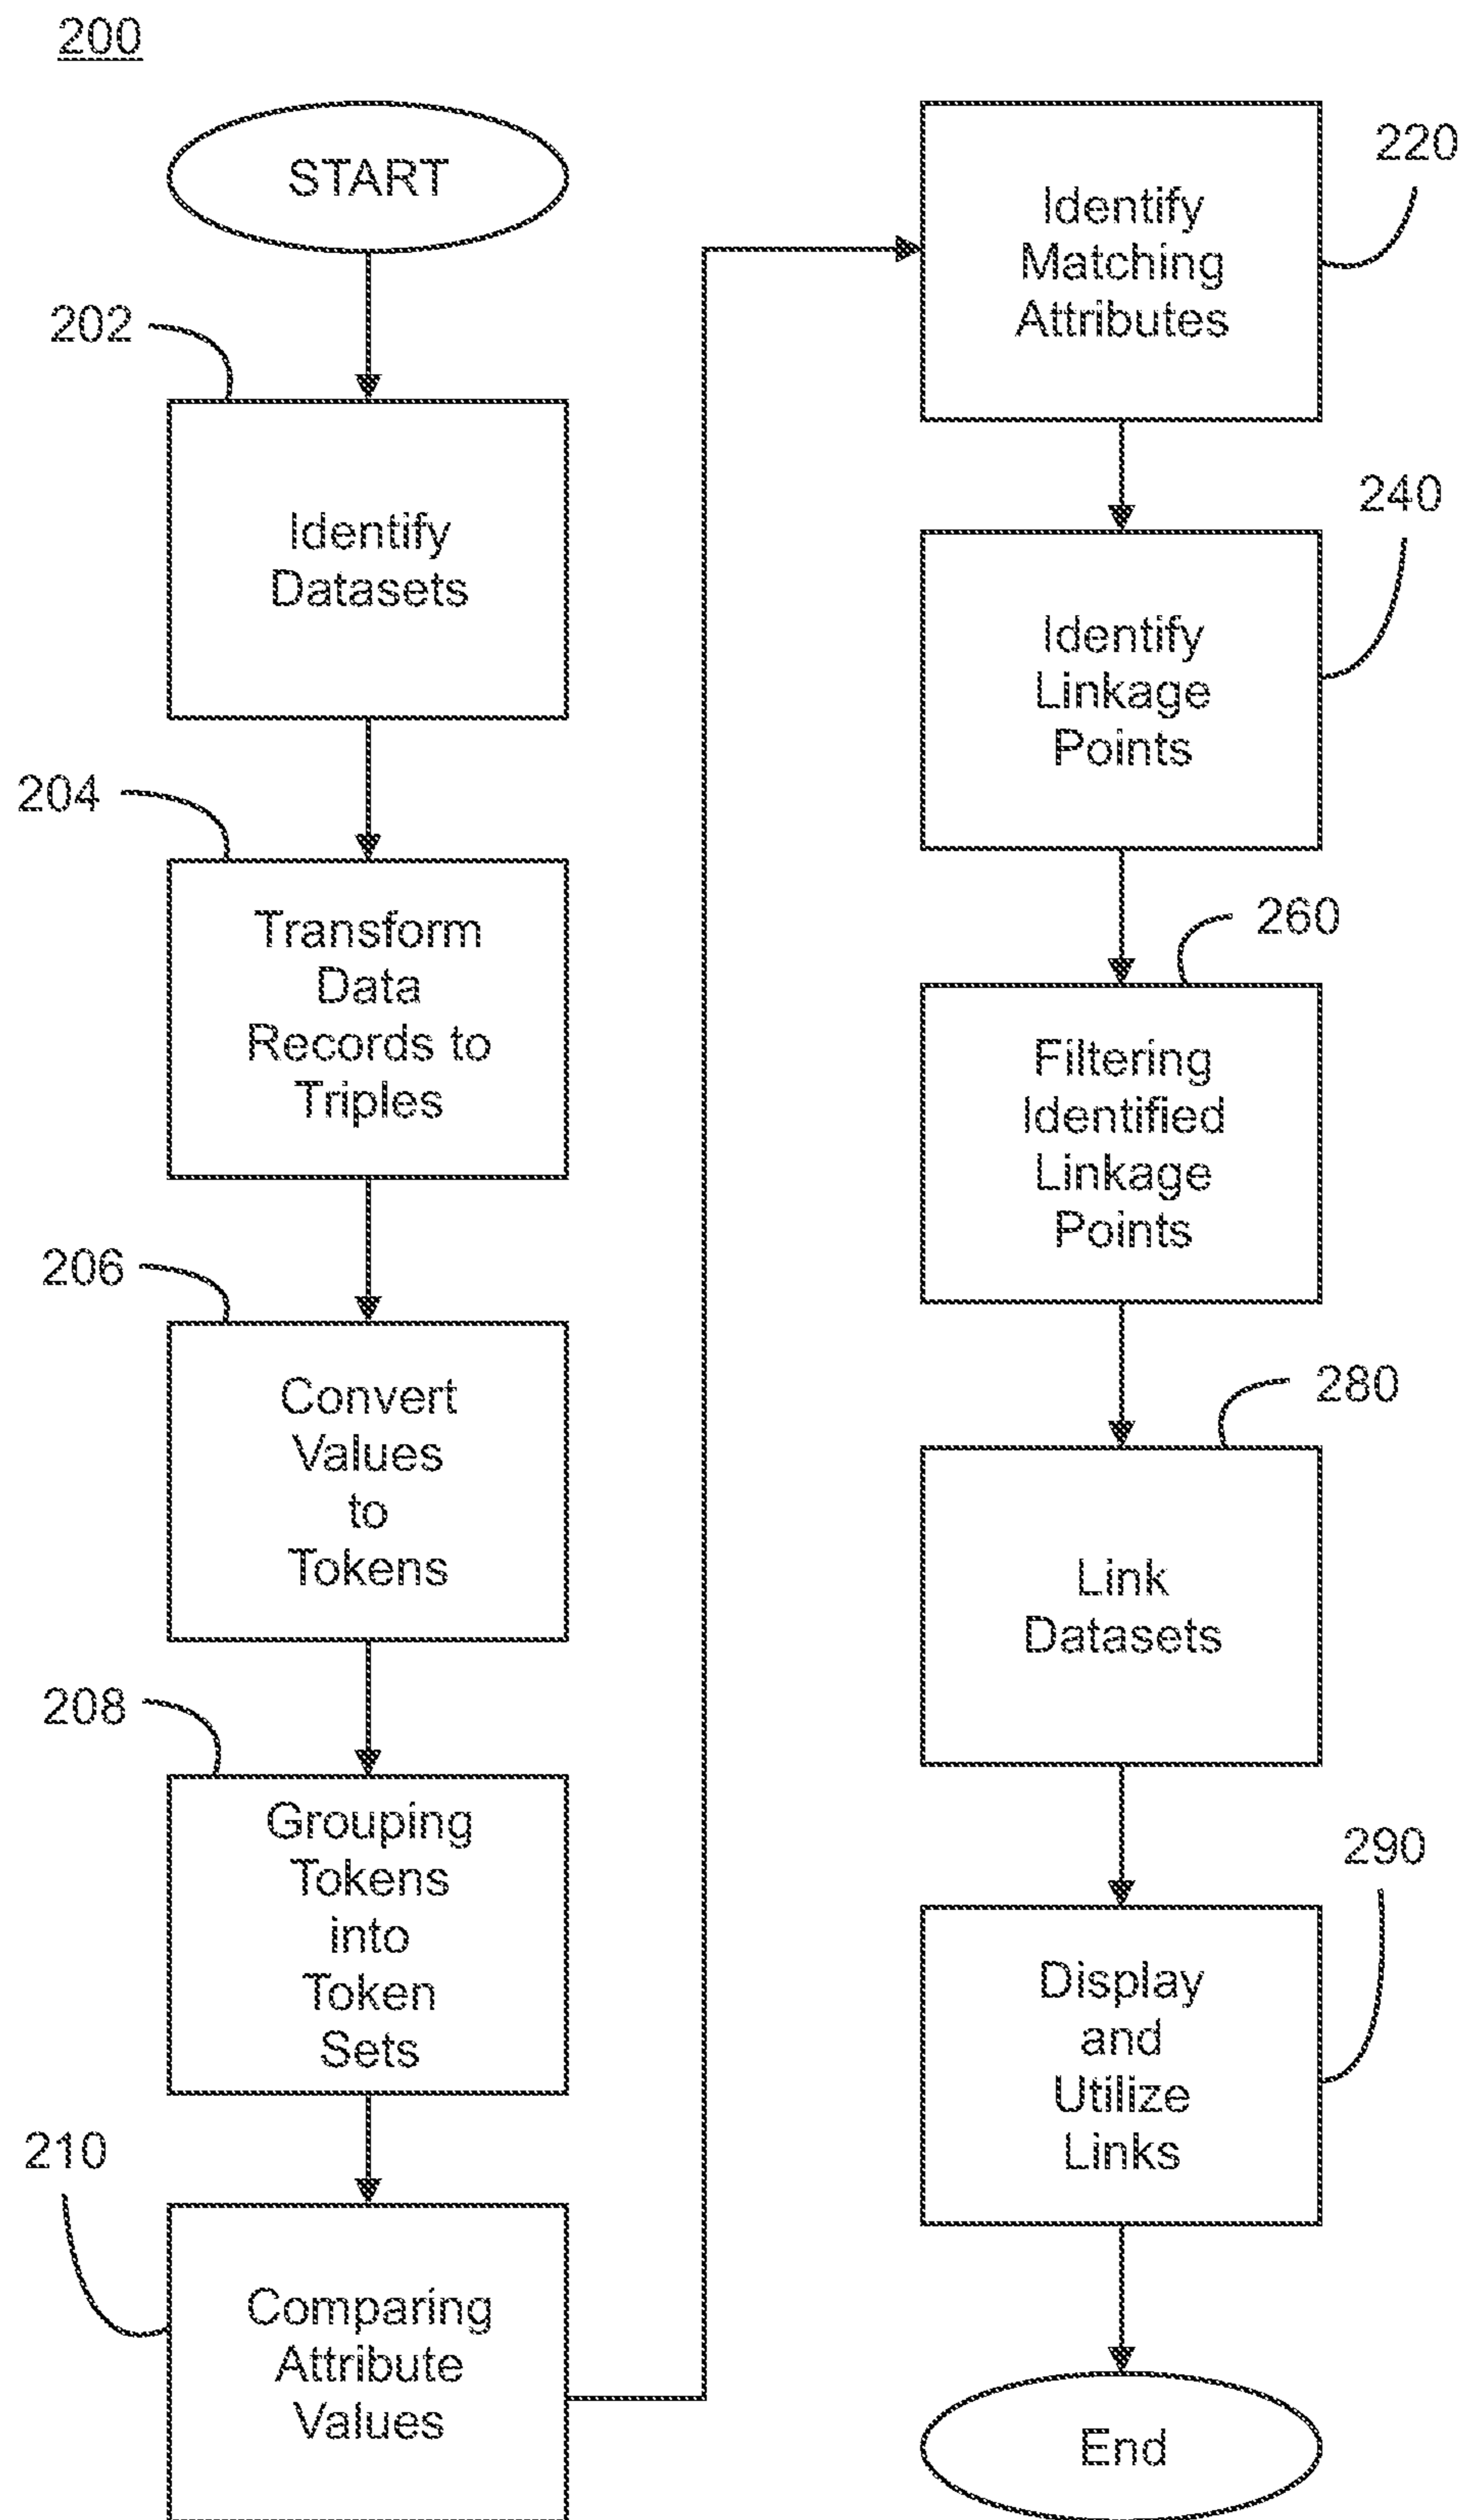 200
START
202
Identify
Datasets
204
Transform
Data
Records to
Triples
206
Convert
Values
to
Tokens
208
Grouping
Tokens
into
Token
Sets
210
Comparing
Attribute
Values
220
Identify
Matching
Attributes
240
Identify
Linkage
Points
260
Filtering
Identified
Linkage
Points
280
Link
Datasets
290
Display
and
Utilize
Links
End